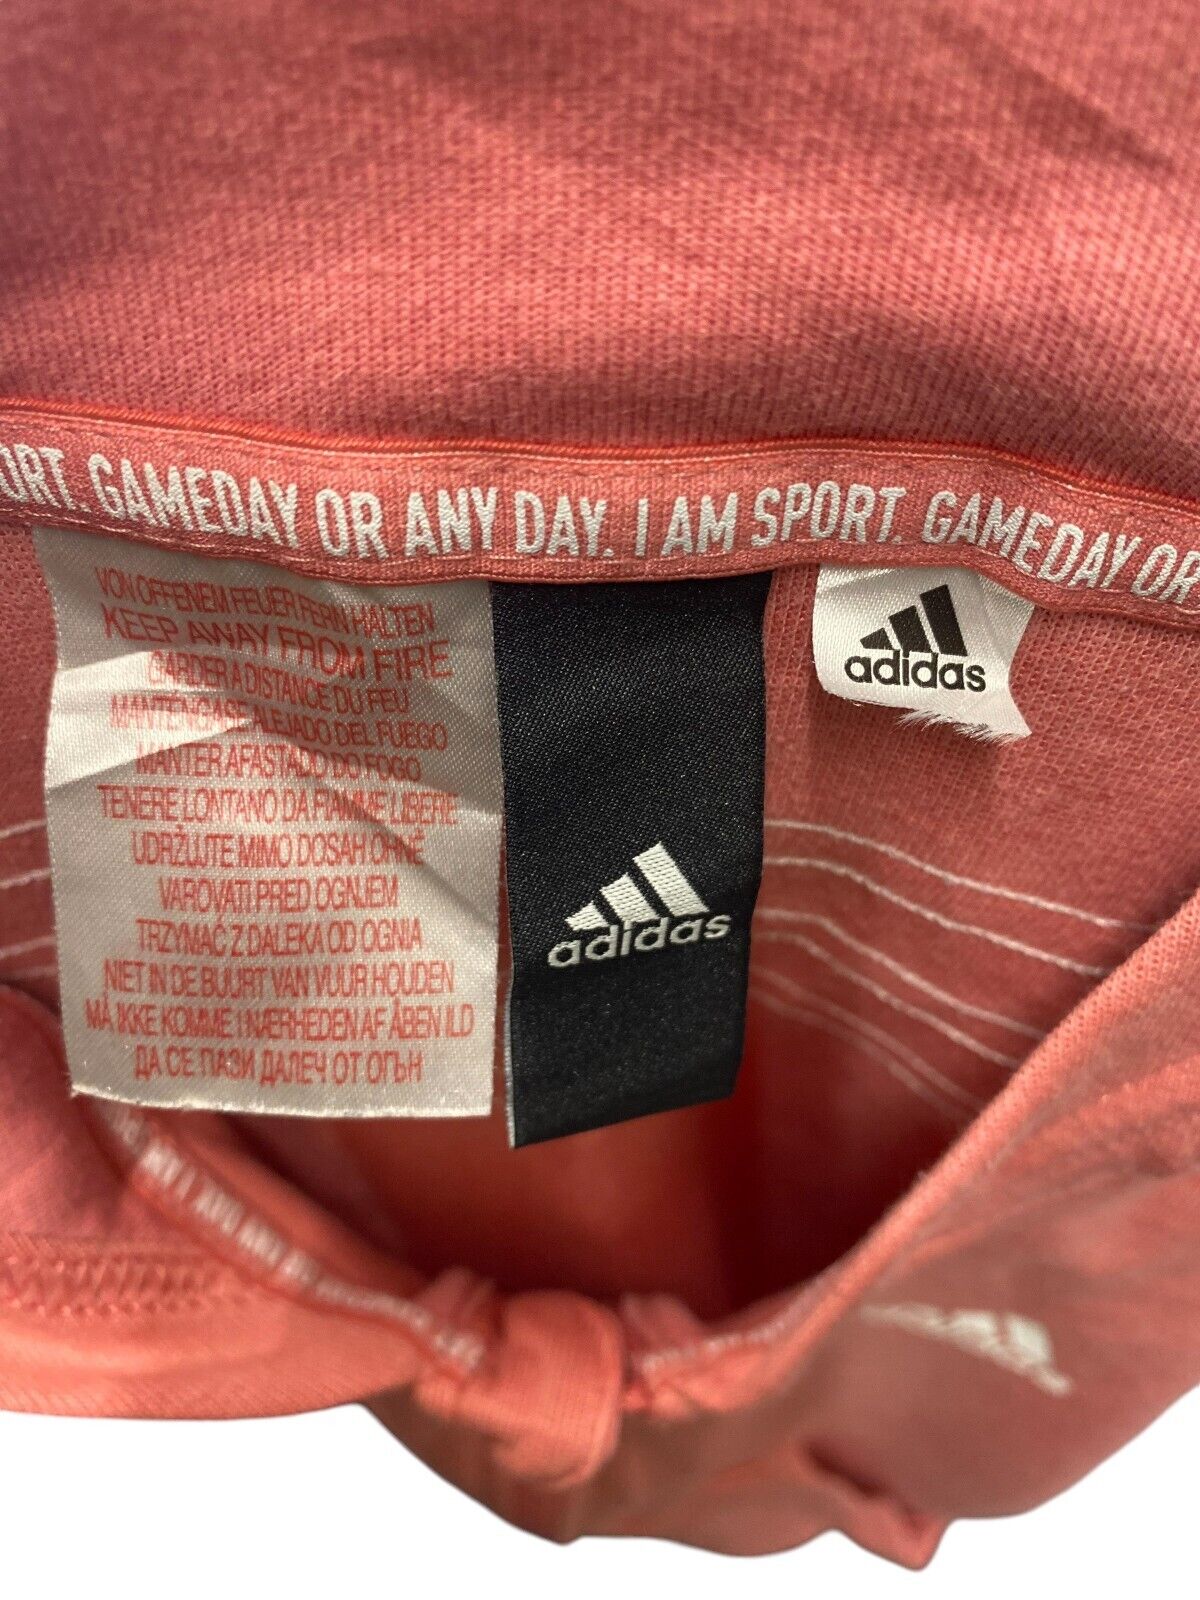 ORT. GAMEDAY OR ANY DAY. I AM SPORT. GAMEDAY OR
VON OFFENEM FEUER FERN HALTEN
KEEP AWAY FROM FIRE
GARDER A DISTANCE DU FEU
MANTENGASE ALEJADO DEL FUEGO
MANTER AFASTADO DO FOGO
TENERE LONTANO DA FIAMME LIBERE
UDRŽUJTE MIMO DOSAH OHNĚ
VAROVATI PRED OGNJEM
TRZYMAĆ Z DALEKA OD OGNIA
NIET IN DE BUURT VAN VUUR HOUDEN
MÅ IKKE KOMME I NÆRHEDEN AF ÅBEN ILD
ДА СЕ ПАЗИ ДАЛЕЧ ОТ ОГЪН
adidas
adidas